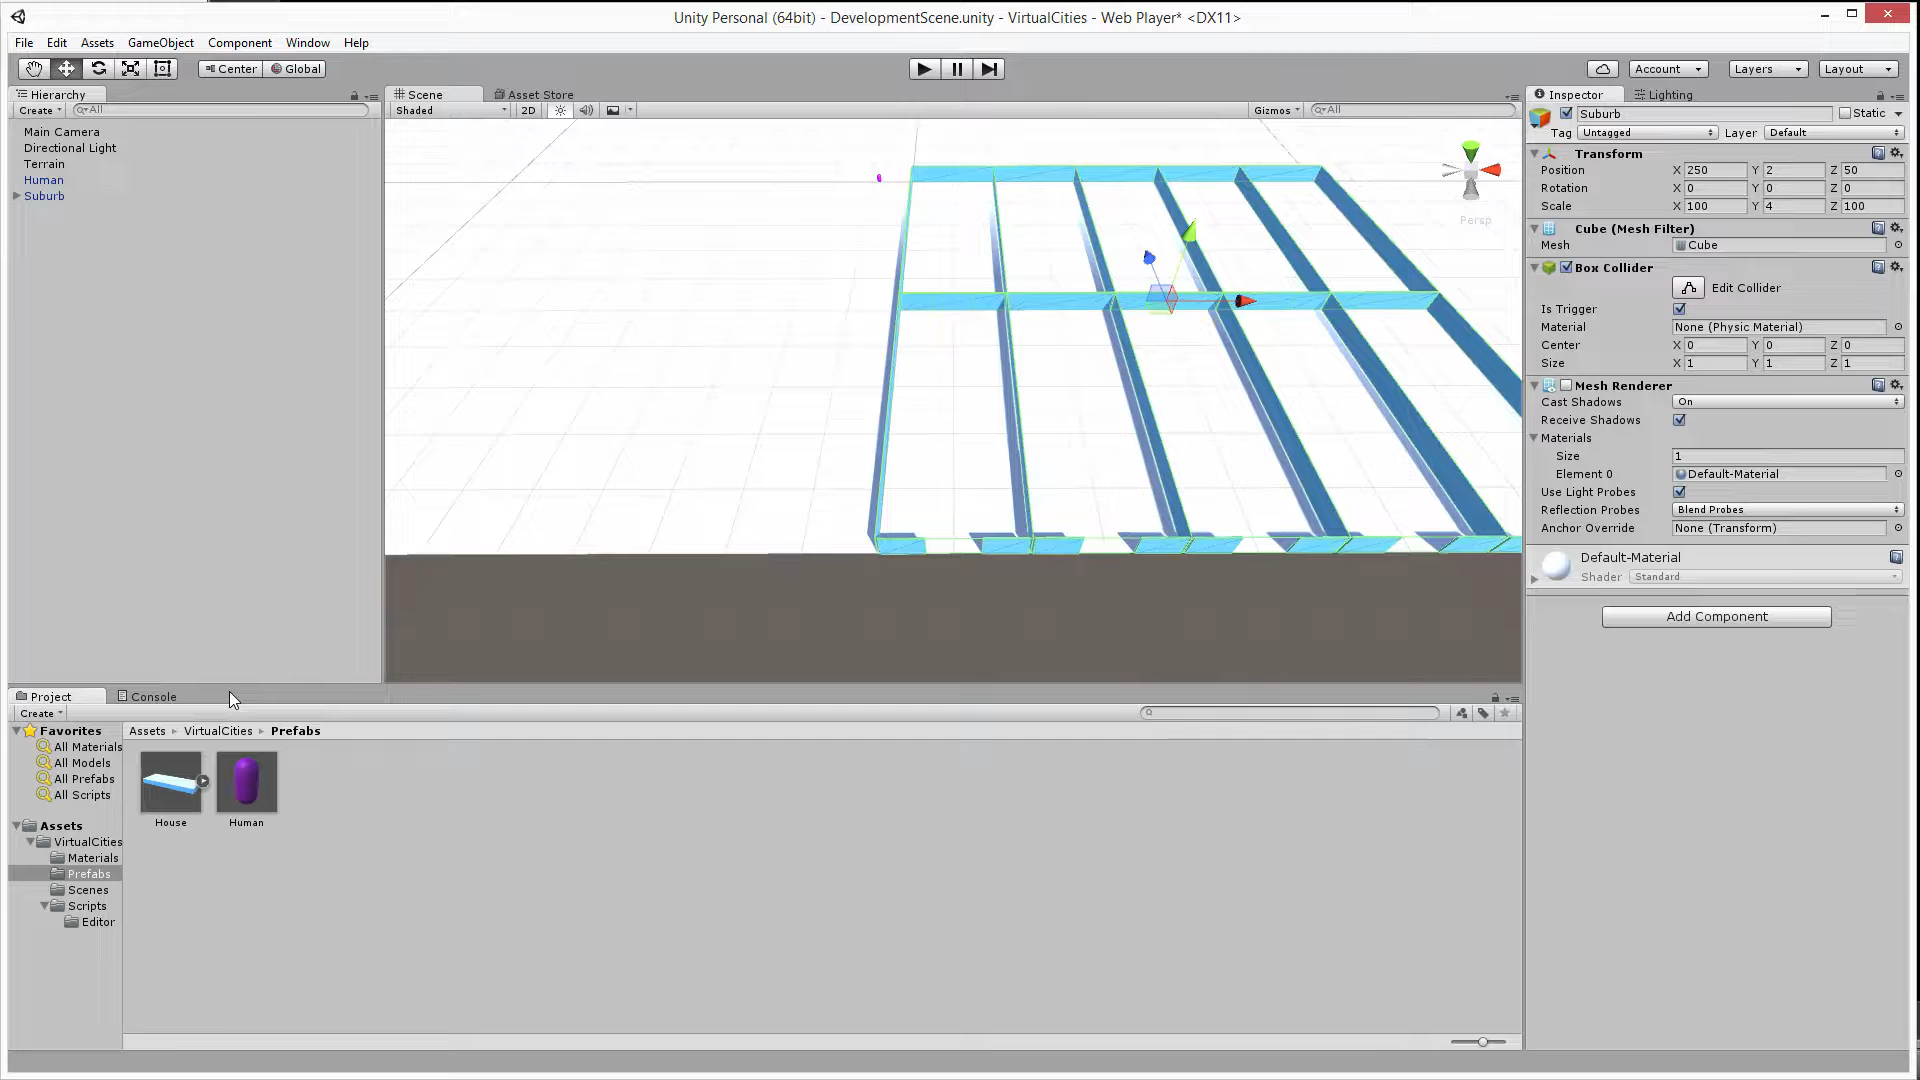 Unity Personal (64bit) - DevelopmentScene.unity - VirtualCities - Web Player* <DX11>
File Edit Assets GameObject Component Window Help
Center Global Account Layers Layout
Hierarchy Scene Asset Store Inspector Lighting
Create All Shaded 2D Gizmos All
Suburb Static
Tag Untagged Layer Default
Main Camera
Directional Light
Terrain
Human
Suburb
Persp
Transform
Position X 250 Y 2 Z 50
Rotation X 0 Y 0 Z 0
Scale X 100 Y 4 Z 100
Cube (Mesh Filter)
Mesh Cube
Box Collider
Edit Collider
Is Trigger
Material None (Physic Material)
Center X 0 Y 0 Z 0
Size X 1 Y 1 Z 1
Mesh Renderer
Cast Shadows On
Receive Shadows
Materials
Size 1
Element 0 Default-Material
Use Light Probes
Reflection Probes Blend Probes
Anchor Override None (Transform)
Default-Material
Shader Standard
Add Component
Project Console
Create
Favorites
All Materials
All Models
All Prefabs
All Scripts
Assets
VirtualCities
Materials
Prefabs
Scenes
Scripts
Editor
Assets VirtualCities Prefabs
House Human